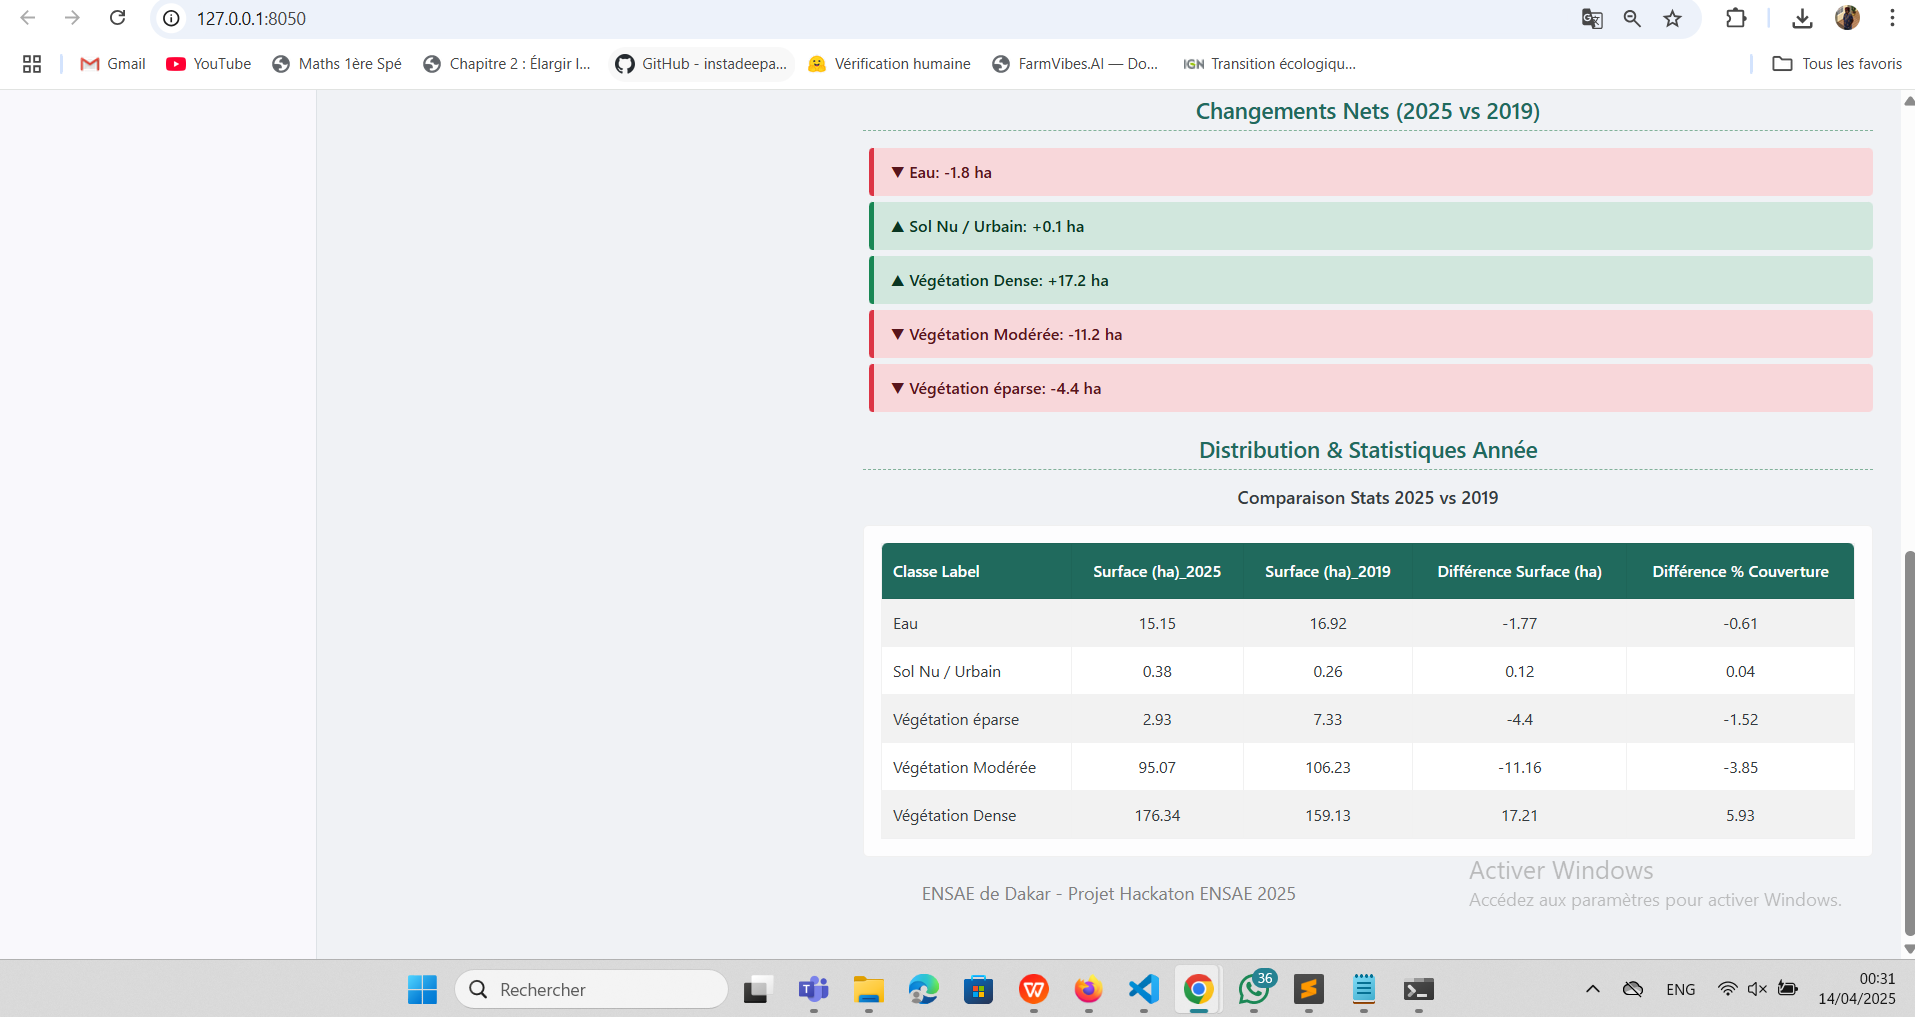 127.0.0.1:8050
Gmail
YouTube
Maths 1ère Spé
Chapitre 2 : Élargir l...
GitHub - instadeepa...
Vérification humaine
FarmVibes.AI — Do...
IGN Transition écologiqu...
Tous les favoris
Changements Nets (2025 vs 2019)
▼ Eau: -1.8 ha
▲ Sol Nu / Urbain: +0.1 ha
▲ Végétation Dense: +17.2 ha
▼ Végétation Modérée: -11.2 ha
▼ Végétation éparse: -4.4 ha
Distribution & Statistiques Année
Comparaison Stats 2025 vs 2019
Classe Label Surface (ha)_2025 Surface (ha)_2019 Différence Surface (ha) Différence % Couverture
Eau 15.15 16.92 -1.77 -0.61
Sol Nu / Urbain 0.38 0.26 0.12 0.04
Végétation éparse 2.93 7.33 -4.4 -1.52
Végétation Modérée 95.07 106.23 -11.16 -3.85
Végétation Dense 176.34 159.13 17.21 5.93
Activer Windows
Accédez aux paramètres pour activer Windows.
ENSAE de Dakar - Projet Hackaton ENSAE 2025
Rechercher
36
ENG
00:31
14/04/2025